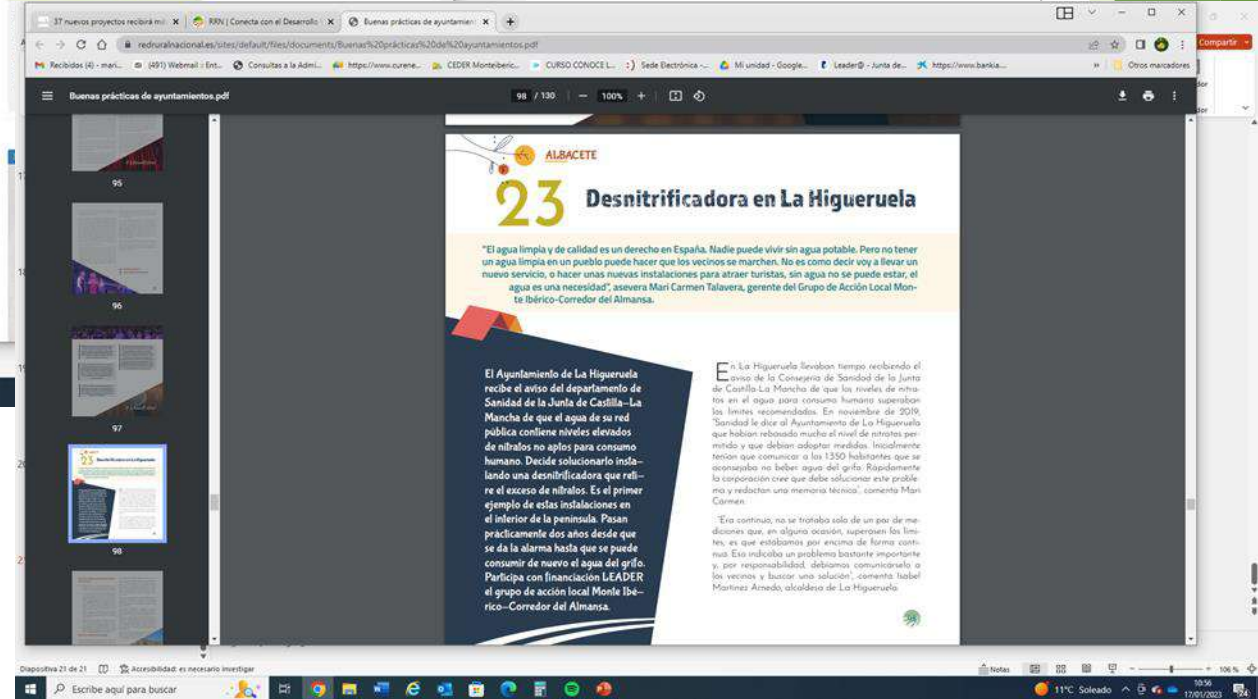 37 nuevos proyectos recibirá mi
RRN | Conecta con el Desarrollo
Buenas prácticas de ayuntamien
redruralnacional.es/sites/default/files/documents/Buenas%20prácticas%20de%20ayuntamientos.pdf
Compartir
Recibidos (4) - mari...
(491) Webmail :: Ent...
Consultas a la Admi...
https://www.curene...
CEDER Monteiberic...
CURSO CONOCE L...
Sede Electrónica -...
Mi unidad - Google...
Leader@ - Junta de...
https://www.bankia...
Otros marcadores
Buenas prácticas de ayuntamientos.pdf
98 / 130
100%
95
96
97
98
ALBACETE
23 Desnitrificadora en La Higueruela
"El agua limpia y de calidad es un derecho en España. Nadie puede vivir sin agua potable. Pero no tener
un agua limpia en un pueblo puede hacer que los vecinos se marchen. No es como decir voy a llevar un
nuevo servicio, o hacer unas nuevas instalaciones para atraer turistas, sin agua no se puede estar, el
agua es una necesidad", asevera Mari Carmen Talavera, gerente del Grupo de Acción Local Mon-
te Ibérico-Corredor del Almansa.
El Ayuntamiento de La Higueruela
recibe el aviso del departamento de
Sanidad de la Junta de Castilla-La
Mancha de que el agua de su red
pública contiene niveles elevados
de nitratos no aptos para consumo
humano. Decide solucionarlo insta-
lando una desnitrificadora que reti-
re el exceso de nitratos. Es el primer
ejemplo de estas instalaciones en
el interior de la península. Pasan
prácticamente dos años desde que
se da la alarma hasta que se puede
consumir de nuevo el agua del grifo.
Participa con financiación LEADER
el grupo de acción local Monte Ibé-
rico-Corredor del Almansa.
En La Higueruela llevaban tiempo recibiendo el
aviso de la Consejería de Sanidad de la Junta
de Castilla-La Mancha de que los niveles de nitra-
tos en el agua para consumo humano superaban
los límites recomendados. En noviembre de 2019,
"Sanidad le dice al Ayuntamiento de La Higueruela
que habían rebasado mucho el nivel de nitratos per-
mitido y que debían adoptar medidas. Inicialmente
tenían que comunicar a los 1350 habitantes que se
aconsejaba no beber agua del grifo. Rápidamente
la corporación cree que debe solucionar este proble-
ma y redactan una memoria técnica", comenta Mari
Carmen.
"Era continuo, no se trataba solo de un par de me-
diciones que, en alguna ocasión, superasen los lími-
tes, es que estábamos por encima de forma conti-
nua. Eso indicaba un problema bastante importante
y, por responsabilidad, debíamos comunicárselo a
los vecinos y buscar una solución", comenta Isabel
Martínez Arnedo, alcaldesa de La Higueruela.
98
Diapositiva 21 de 21
Accesibilidad: es necesario investigar
Notas
106 %
Escribe aquí para buscar
11°C Soleado
10:56
17/01/2023